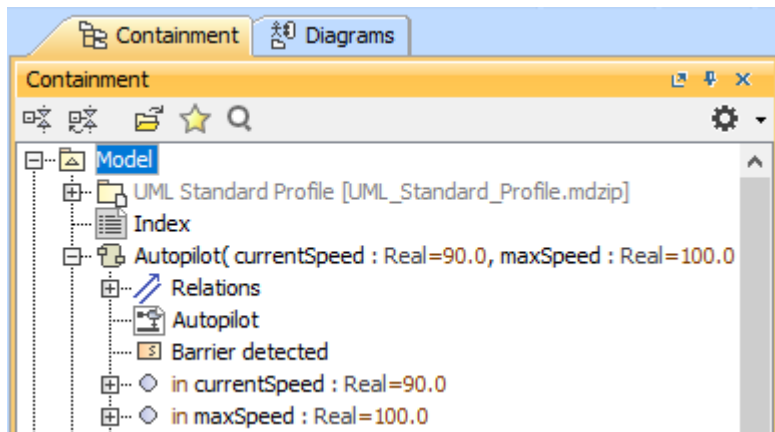 Containment Diagrams
Containment
Model
UML Standard Profile [UML_Standard_Profile.mdzip]
Index
Autopilot( currentSpeed : Real=90.0, maxSpeed : Real=100.0
Relations
Autopilot
Barrier detected
in currentSpeed : Real=90.0
in maxSpeed : Real=100.0